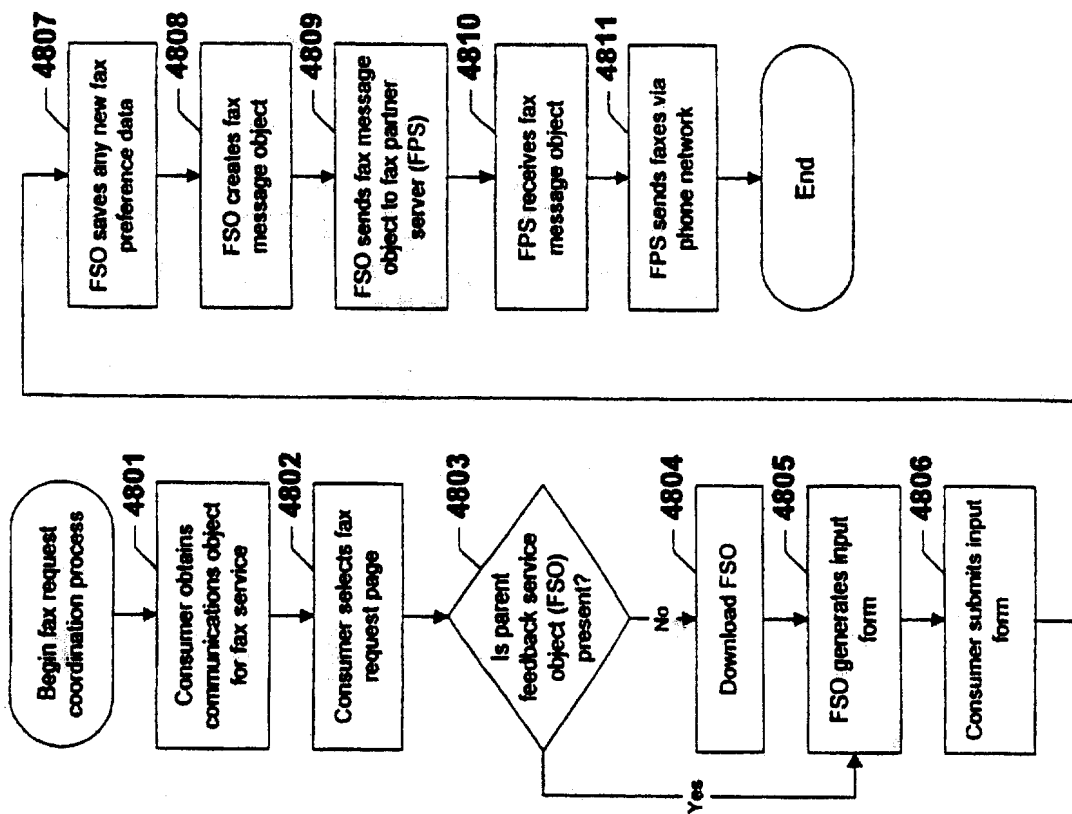 Begin fax request
coordination process
4801
Consumer obtains
communications object
for fax service
4802
Consumer selects fax
request page
4803
Is parent
feedback service
object (FSO)
present?
Yes
No
4804
Download FSO
4805
FSO generates input
form
4806
Consumer submits input
form
4807
FSO saves any new fax
preference data
4808
FSO creates fax
message object
4809
FSO sends fax message
object to fax partner
server (FPS)
4810
FPS receives fax
message object
4811
FPS sends faxes via
phone network
End